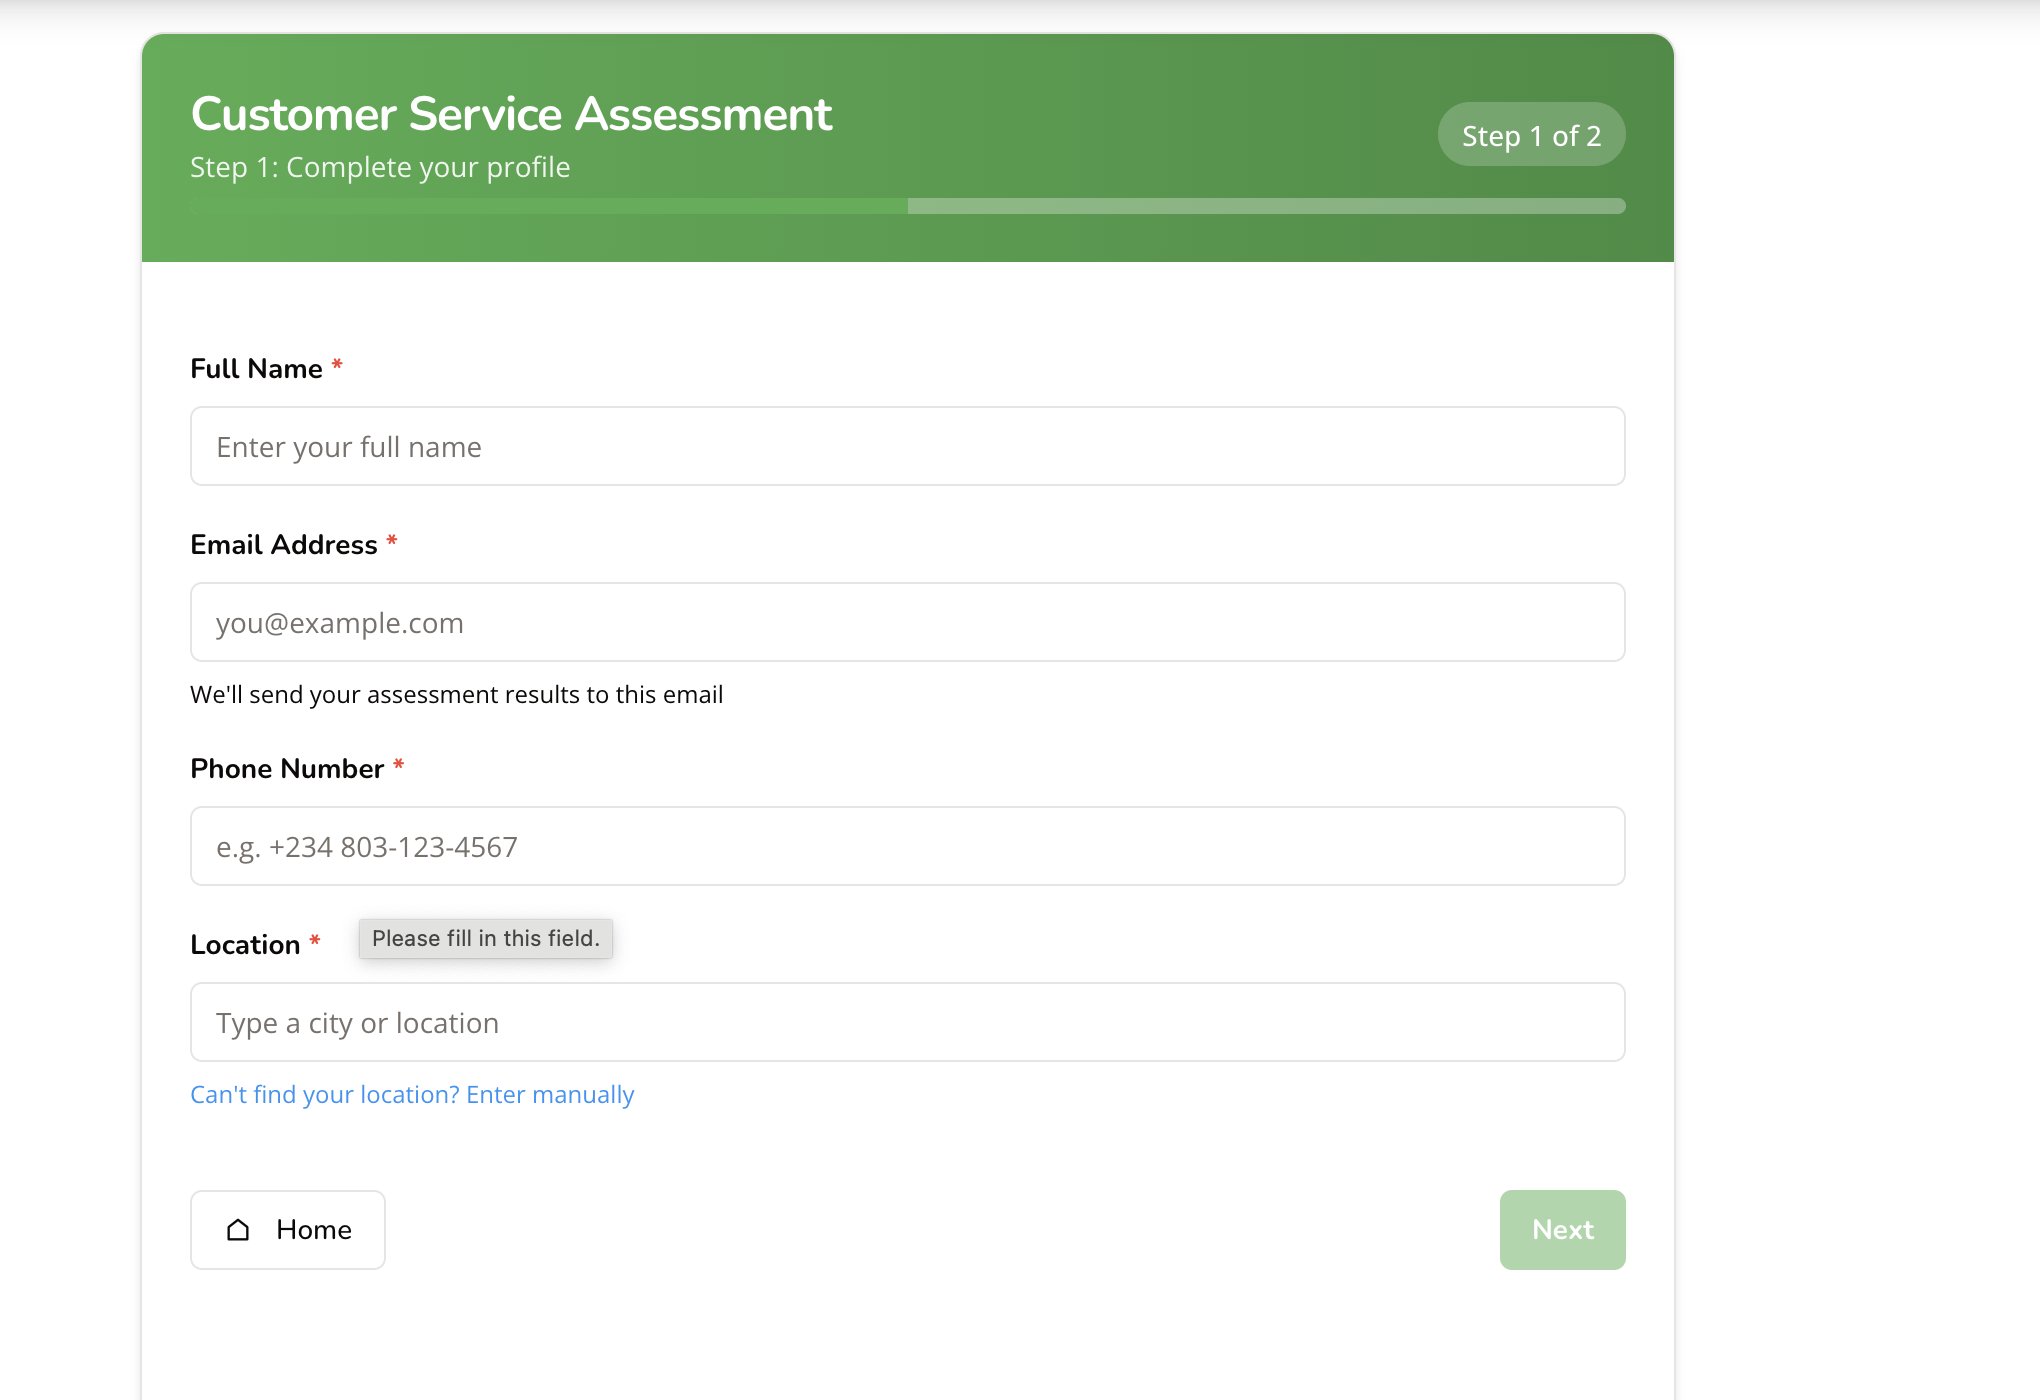 Customer Service Assessment
Step 1: Complete your profile
Step 1 of 2
Full Name *
Enter your full name
Email Address *
you@example.com
We'll send your assessment results to this email
Phone Number *
e.g. +234 803-123-4567
Location *
Please fill in this field.
Type a city or location
Can't find your location? Enter manually
Home
Next